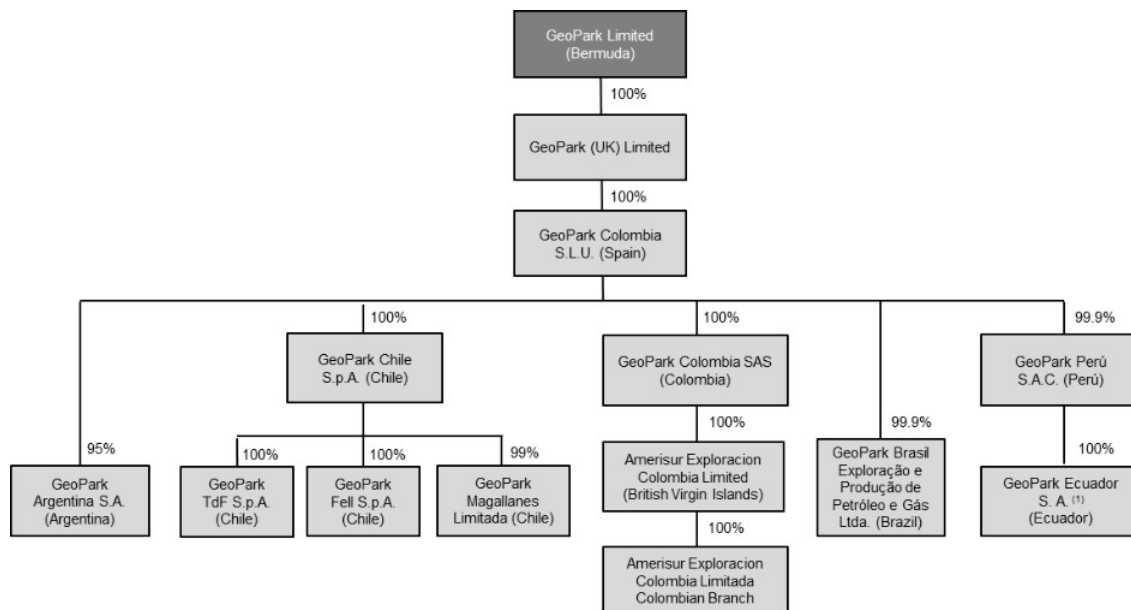 GeoPark Limited
(Bermuda)
100%
GeoPark (UK) Limited
100%
GeoPark Colombia
S.L.U. (Spain)
100%
100%
99.9%
GeoPark Chile
S.p.A. (Chile)
GeoPark Colombia SAS
(Colombia)
GeoPark Perú
S.A.C. (Perú)
95%
100%
100%
99%
100%
99.9%
100%
GeoPark
Argentina S.A.
(Argentina)
GeoPark
TdF S.p.A.
(Chile)
GeoPark
Fell S.p.A.
(Chile)
GeoPark
Magallanes
Limitada (Chile)
Amerisur Exploracion
Colombia Limited
(British Virgin Islands)
GeoPark Brasil
Exploração e
Produção de
Petróleo e Gás
Ltda. (Brazil)
GeoPark Ecuador
S. A. (1)
(Ecuador)
100%
Amerisur Exploracion
Colombia Limitada
Colombian Branch